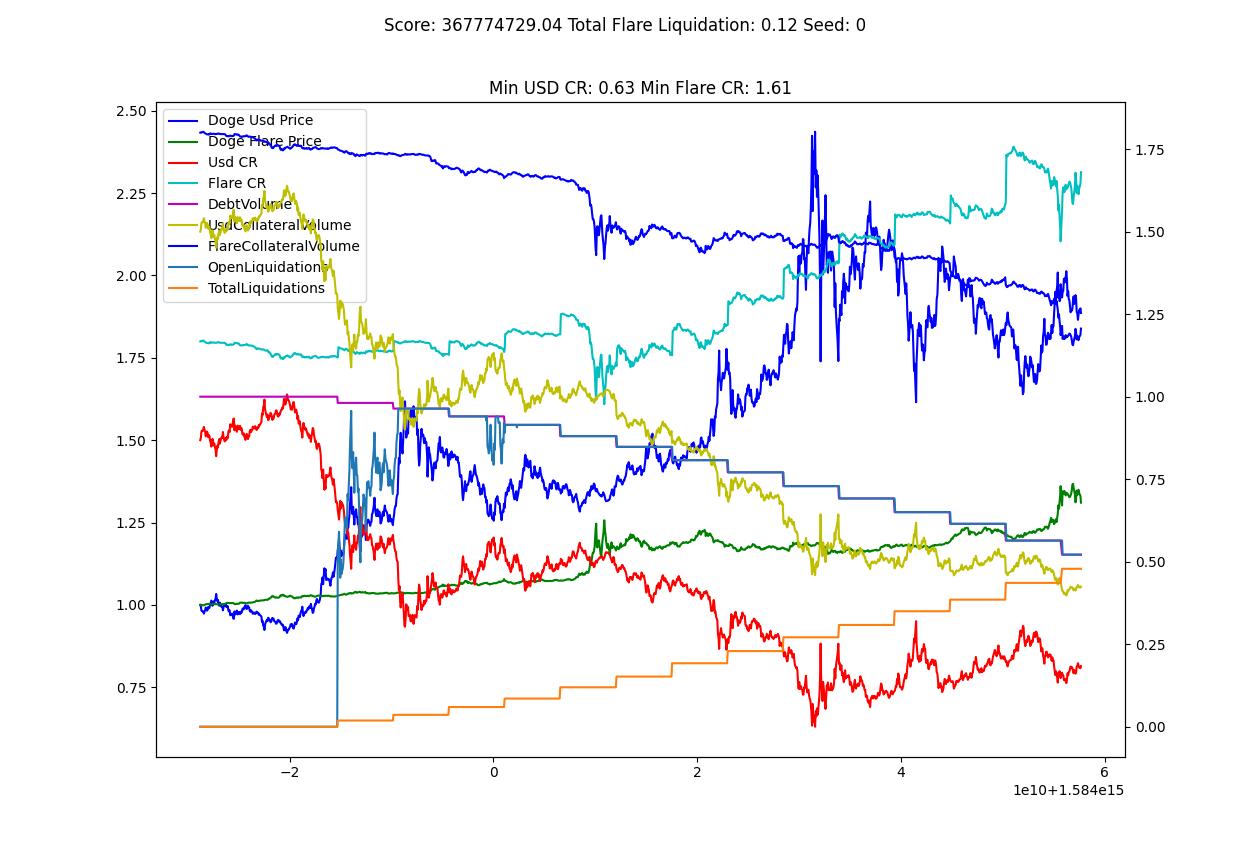 Score: 367774729.04 Total Flare Liquidation: 0.12 Seed: 0
Min USD CR: 0.63 Min Flare CR: 1.61
2.50
2.25
2.00
1.75
1.50
1.25
1.00
0.75
Doge Usd Price
Doge Flare Price
Usd CR
Flare CR
DebtVolume
UsdCollateralVolume
FlareCollateralVolume
OpenLiquidations
TotalLiquidations
1.75
1.50
1.25
1.00
0.75
0.50
0.25
0.00
−2 0 2 4 6
1e10+1.584e15